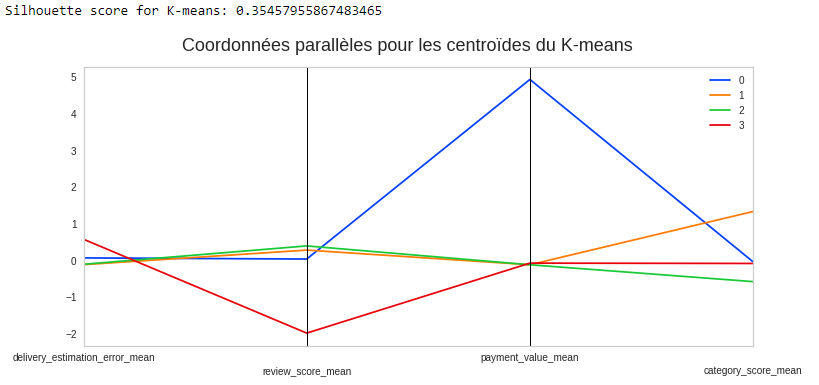 Silhouette score for K-means: 0.35457955867483465
Coordonnées parallèles pour les centroïdes du K-means
5
4
3
2
1
0
−1
−2
0
1
2
3
delivery_estimation_error_mean
review_score_mean
payment_value_mean
category_score_mean